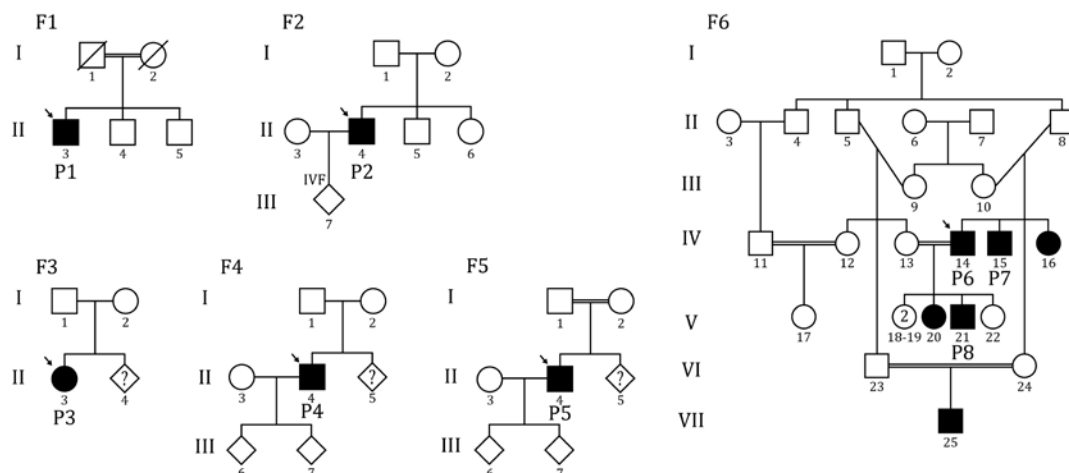 F1
I
1 2
II
3 4 5
P1
F2
I
1 2
II
3 4 5 6
P2
IVF
III
7
F3
I
1 2
II
3 ? 4
P3
F4
I
1 2
II
3 4 ? 5
P4
III
6 7
F5
I
1 2
II
3 4 ? 5
P5
III
6 7
F6
I
1 2
II
3 4 5 6 7 8
III
9 10
IV
11 12 13 14 15 16
P6 P7
V
17 2 18-19 20 21 22
P8
VI
23 24
VII
25